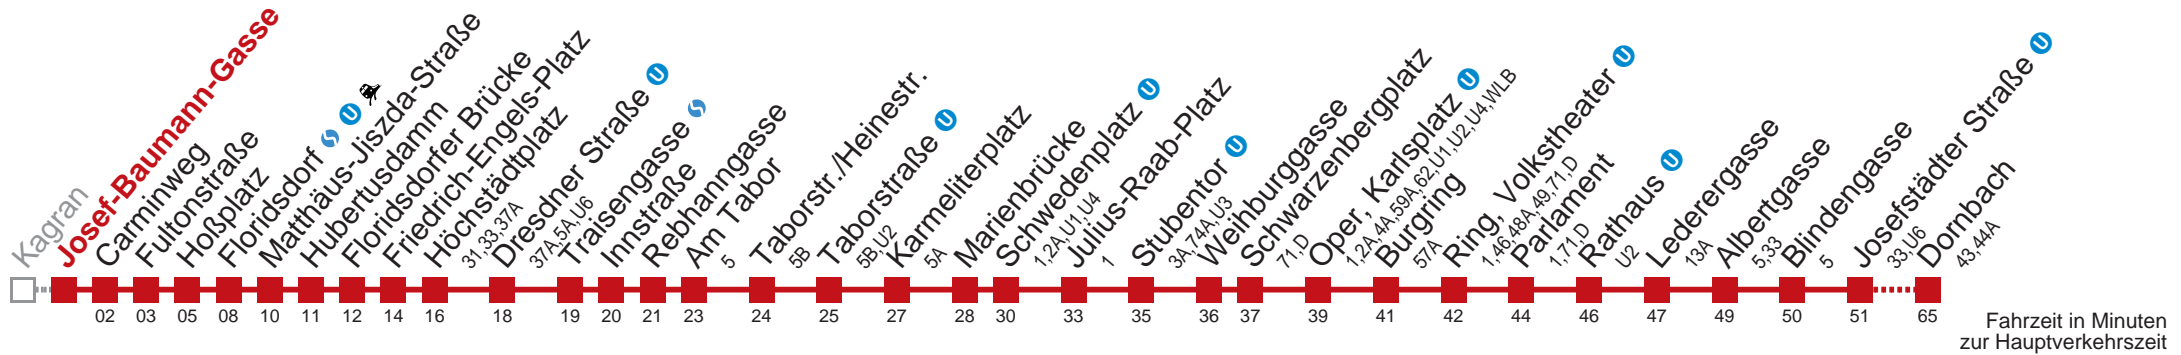 Kagran
Josef-Baumann-Gasse
Carminweg
Fultonstraße
Hoßplatz
Floridsdorf S U
Matthäus-Jiszda-Straße
Hubertusdamm
Floridsdorfer Brücke
Friedrich-Engels-Platz
Höchstädtplatz
31,33,37A
Dresdner Straße U
37A,5A,U6
Traisengasse S
Innstraße
Rebhanngasse
Am Tabor
5
Taborstr./Heinestr.
5B
Taborstraße U
5B,U2
Karmeliterplatz
5A
Marienbrücke
Schwedenplatz U
1,2A,U1,U4
Julius-Raab-Platz
1
Stubentor U
3A,74A,U3
Weihburggasse
Schwarzenbergplatz
71,D
Oper, Karlsplatz U
1,2A,4A,59A,62,U1,U2,U4,WLB
Burgring
57A
Ring, Volkstheater U
1,46,48A,49,71,D
Parlament
1,71,D
Rathaus U
U2
Lederergasse
13A
Albertgasse
5,33
Blindengasse
5
Josefstädter Straße U
33,U6
Dornbach
43,44A
02 03 05 08 10 11 12 14 16 18 19 20 21 23 24 25 27 28 30 33 35 36 37 39 41 42 44 46 47 49 50 51 65
Fahrzeit in Minuten
zur Hauptverkehrszeit